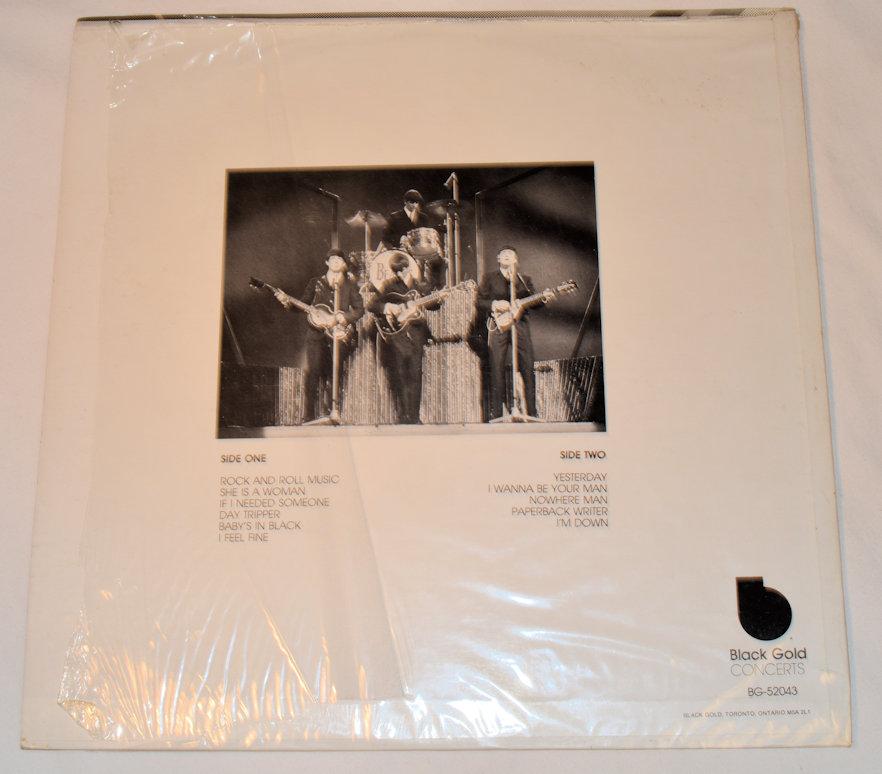 SIDE ONE
ROCK AND ROLL MUSIC
SHE IS A WOMAN
IF I NEEDED SOMEONE
DAY TRIPPER
BABY'S IN BLACK
I FEEL FINE
SIDE TWO
YESTERDAY
I WANNA BE YOUR MAN
NOWHERE MAN
PAPERBACK WRITER
I'M DOWN
Black Gold
CONCERTS
BG-52043
BLACK GOLD, TORONTO, ONTARIO M5A 2L1